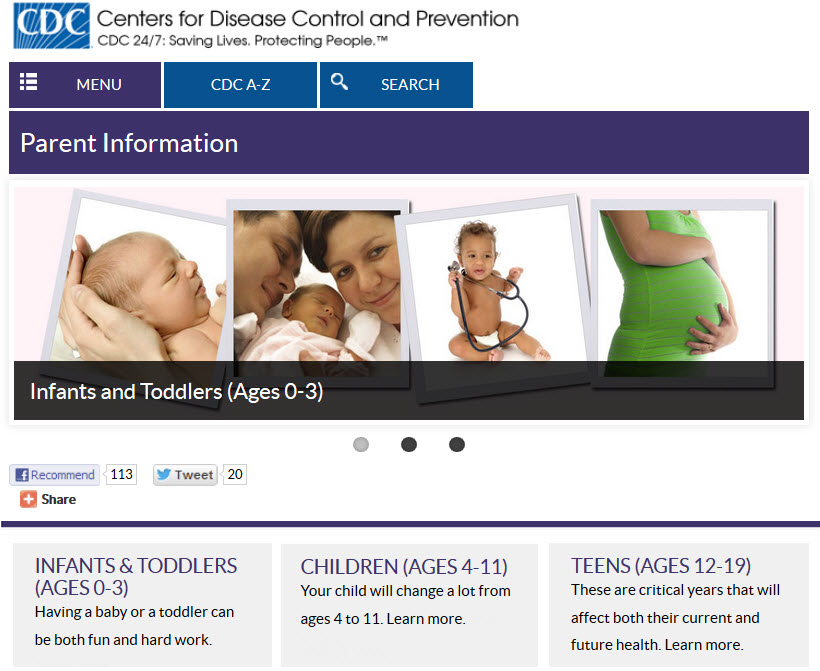 CDC
Centers for Disease Control and Prevention
CDC 24/7: Saving Lives. Protecting People.™
MENU
CDC A-Z
SEARCH
Parent Information
Infants and Toddlers (Ages 0-3)
Recommend 113 Tweet 20
Share
INFANTS & TODDLERS
(AGES 0-3)
Having a baby or a toddler can
be both fun and hard work.
CHILDREN (AGES 4-11)
Your child will change a lot from
ages 4 to 11. Learn more.
TEENS (AGES 12-19)
These are critical years that will
affect both their current and
future health. Learn more.